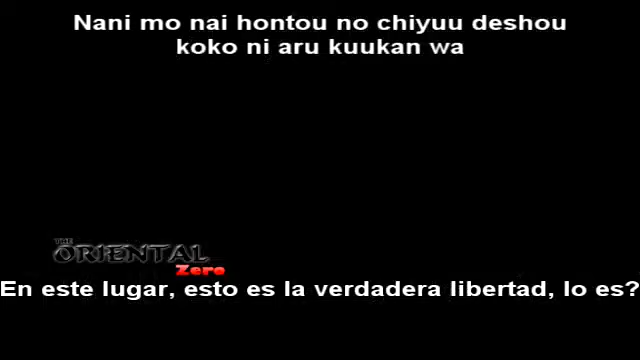 Nani mo nai hontou no chiyuu deshou
koko ni aru kuukan wa
THE
ORIENTAL
Zero
En este lugar, esto es la verdadera libertad, lo es?